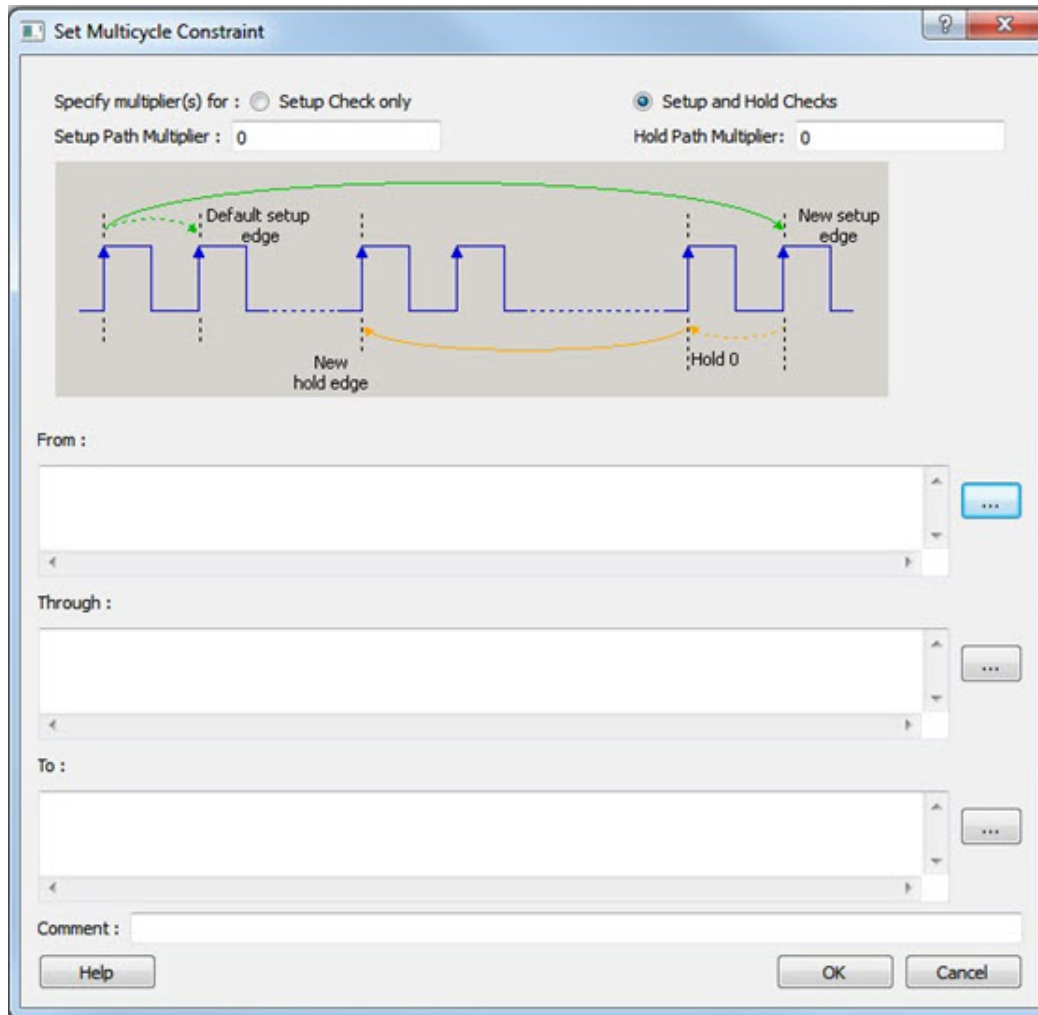 Set Multicycle Constraint
Specify multiplier(s) for : Setup Check only
Setup and Hold Checks
Setup Path Multiplier : 0
Hold Path Multiplier: 0
Default setup
edge
New setup
edge
New
hold edge
Hold 0
From :
...
Through :
...
To :
...
Comment :
Help
OK
Cancel